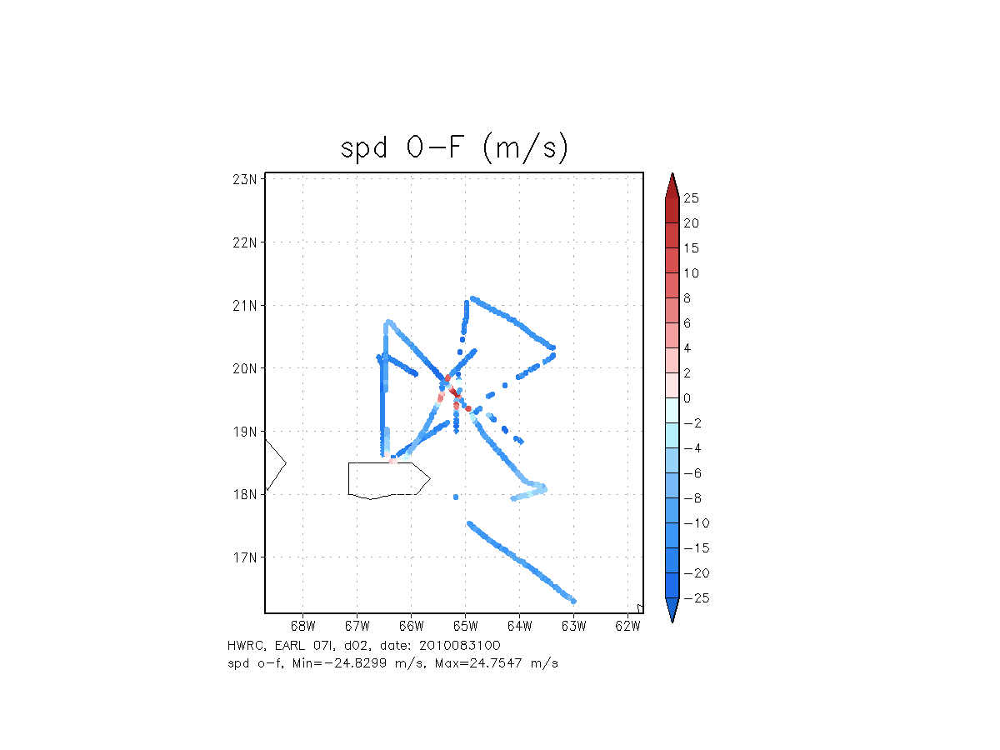 spd O-F (m/s)
23N
22N
21N
20N
19N
18N
17N
68W 67W 66W 65W 64W 63W 62W
25
20
15
10
8
6
4
2
0
-2
-4
-6
-8
-10
-15
-20
-25
HWRC, EARL 07l, d02, date: 2010083100
spd o-f, Min=-24.8299 m/s, Max=24.7547 m/s